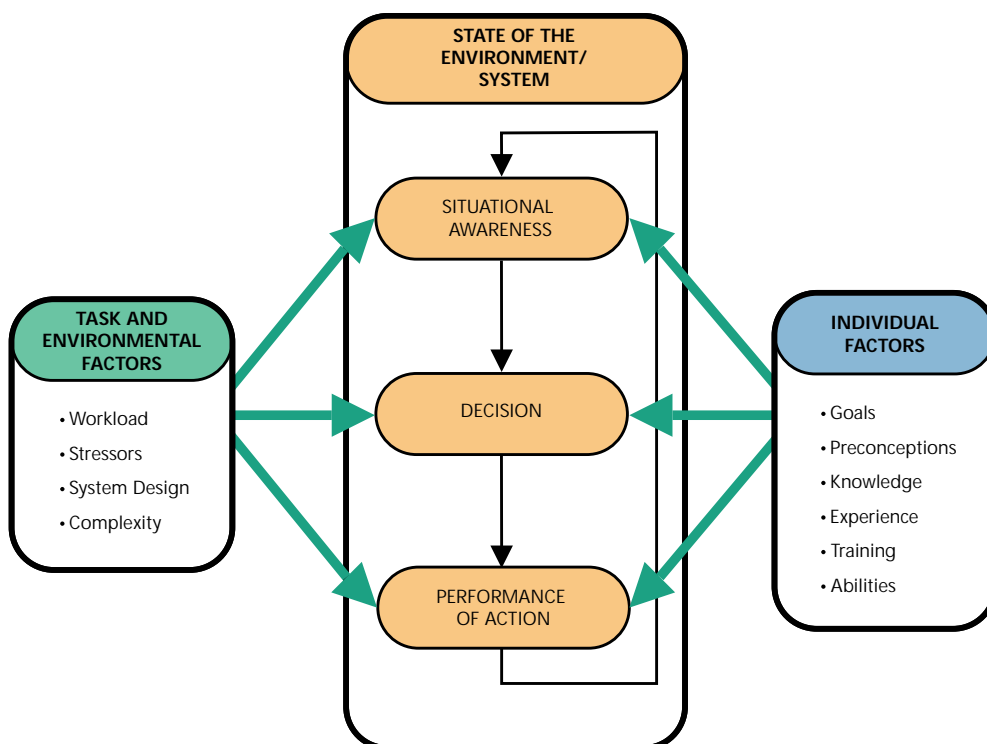 STATE OF THE
ENVIRONMENT/
SYSTEM
SITUATIONAL
AWARENESS
DECISION
PERFORMANCE
OF ACTION
TASK AND
ENVIRONMENTAL
FACTORS
• Workload
• Stressors
• System Design
• Complexity
INDIVIDUAL
FACTORS
• Goals
• Preconceptions
• Knowledge
• Experience
• Training
• Abilities